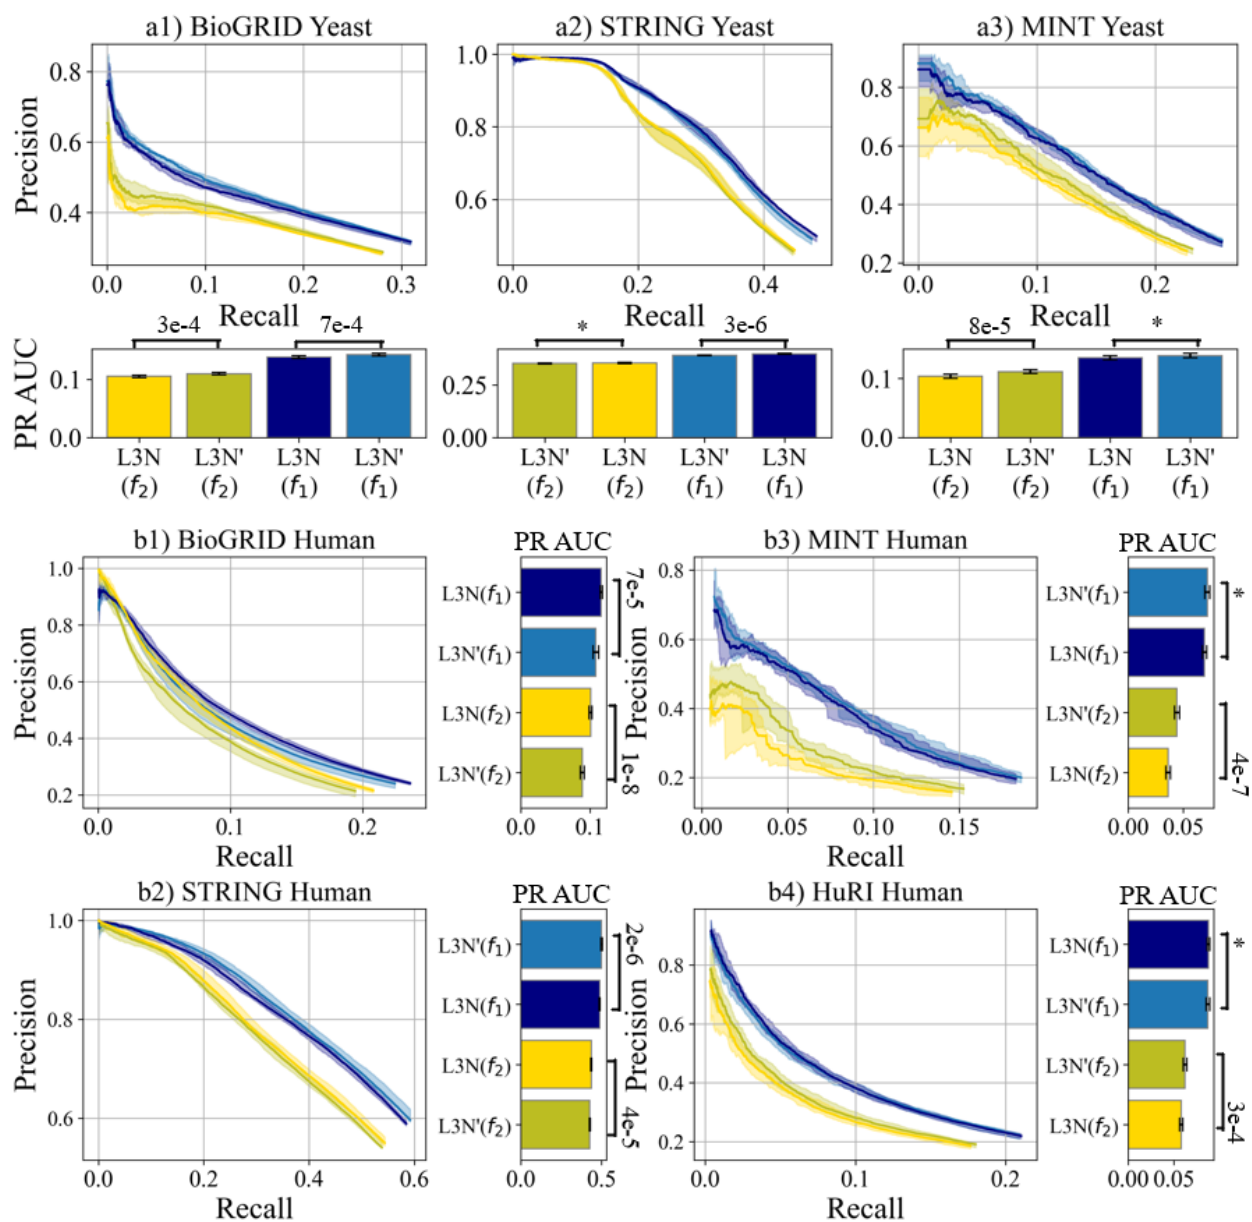 a1) BioGRID Yeast
a2) STRING Yeast
a3) MINT Yeast
Precision
0.8
0.6
0.4
0.0
0.1
0.2
0.3
Recall
1.0
0.8
0.6
0.0
0.2
0.4
Recall
0.8
0.6
0.4
0.2
0.0
0.1
0.2
Recall
PR AUC
0.1
0.0
3e-4
7e-4
L3N (f₂)
L3N' (f₂)
L3N (f₁)
L3N' (f₁)
0.25
0.00
*
3e-6
L3N' (f₂)
L3N (f₂)
L3N' (f₁)
L3N (f₁)
0.1
0.0
8e-5
*
L3N (f₂)
L3N' (f₂)
L3N (f₁)
L3N' (f₁)
b1) BioGRID Human
Precision
1.0
0.8
0.6
0.4
0.2
0.0
0.1
0.2
Recall
PR AUC
L3N(f₁)
L3N'(f₁)
L3N(f₂)
L3N'(f₂)
7e-5
1e-8
0.0
0.1
b3) MINT Human
Precision
0.8
0.6
0.4
0.2
0.00
0.05
0.10
0.15
Recall
PR AUC
L3N'(f₁)
L3N(f₁)
L3N'(f₂)
L3N(f₂)
*
4e-7
0.00
0.05
b2) STRING Human
Precision
1.0
0.8
0.6
0.0
0.2
0.4
0.6
Recall
PR AUC
L3N'(f₁)
L3N(f₁)
L3N(f₂)
L3N'(f₂)
2e-6
4e-5
0.0
0.5
b4) HuRI Human
Precision
0.8
0.6
0.4
0.2
0.0
0.1
0.2
Recall
PR AUC
L3N(f₁)
L3N'(f₁)
L3N'(f₂)
L3N(f₂)
*
3e-4
0.00
0.05